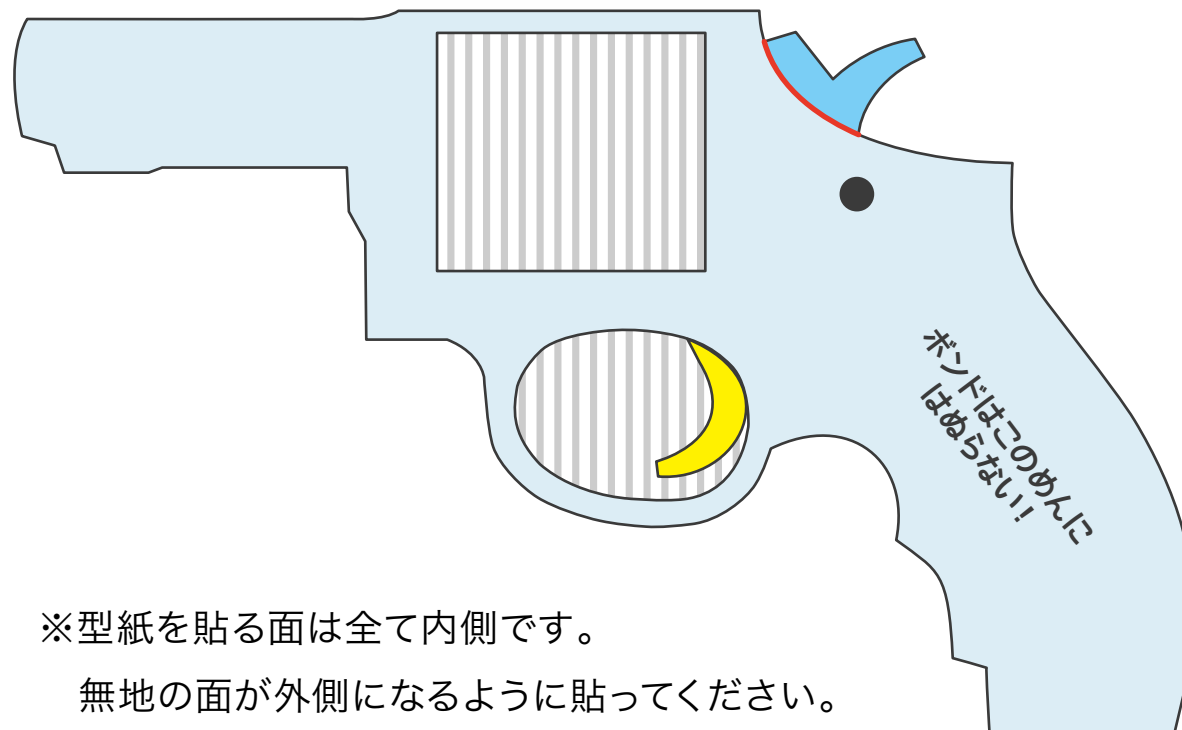 ボンドはこのめんに
はぬらない!
※型紙を貼る面は全て内側です。
無地の面が外側になるように貼ってください。